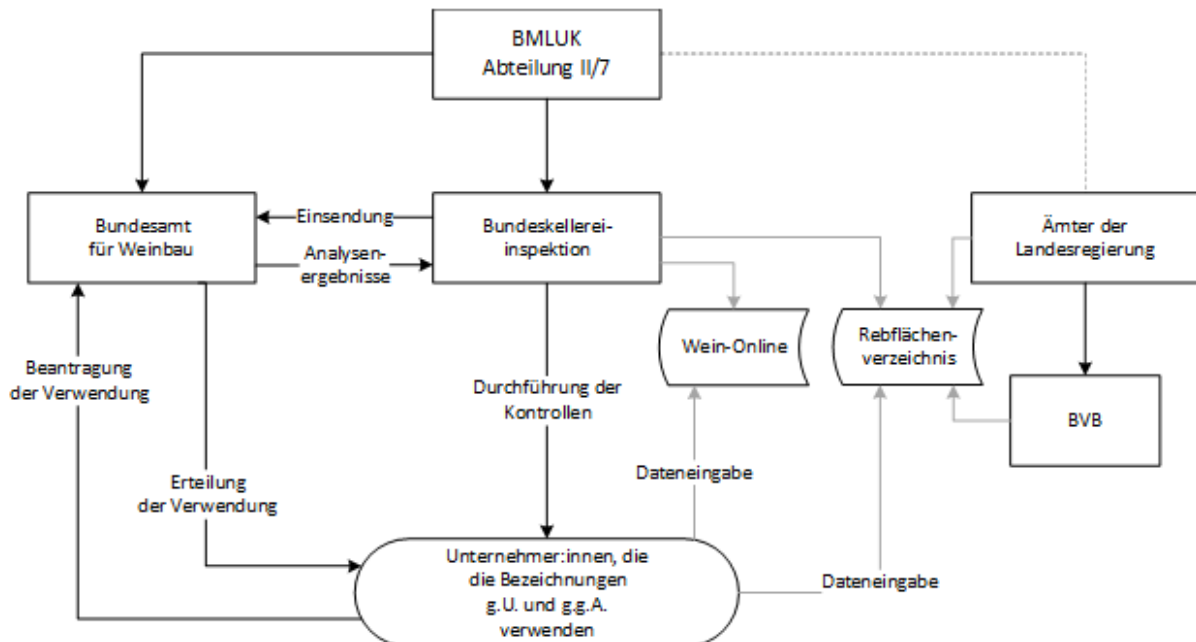 BMLUK
Abteilung II/7
Bundesamt
für Weinbau
Einsendung
Analysen-
ergebnisse
Bundeskellerei-
inspektion
Ämter der
Landesregierung
Wein-Online
Rebflächen-
verzeichnis
Beantragung
der Verwendung
Durchführung der
Kontrollen
BVB
Erteilung
der Verwendung
Dateneingabe
Unternehmer:innen, die
die Bezeichnungen
g.U. und g.g.A.
verwenden
Dateneingabe